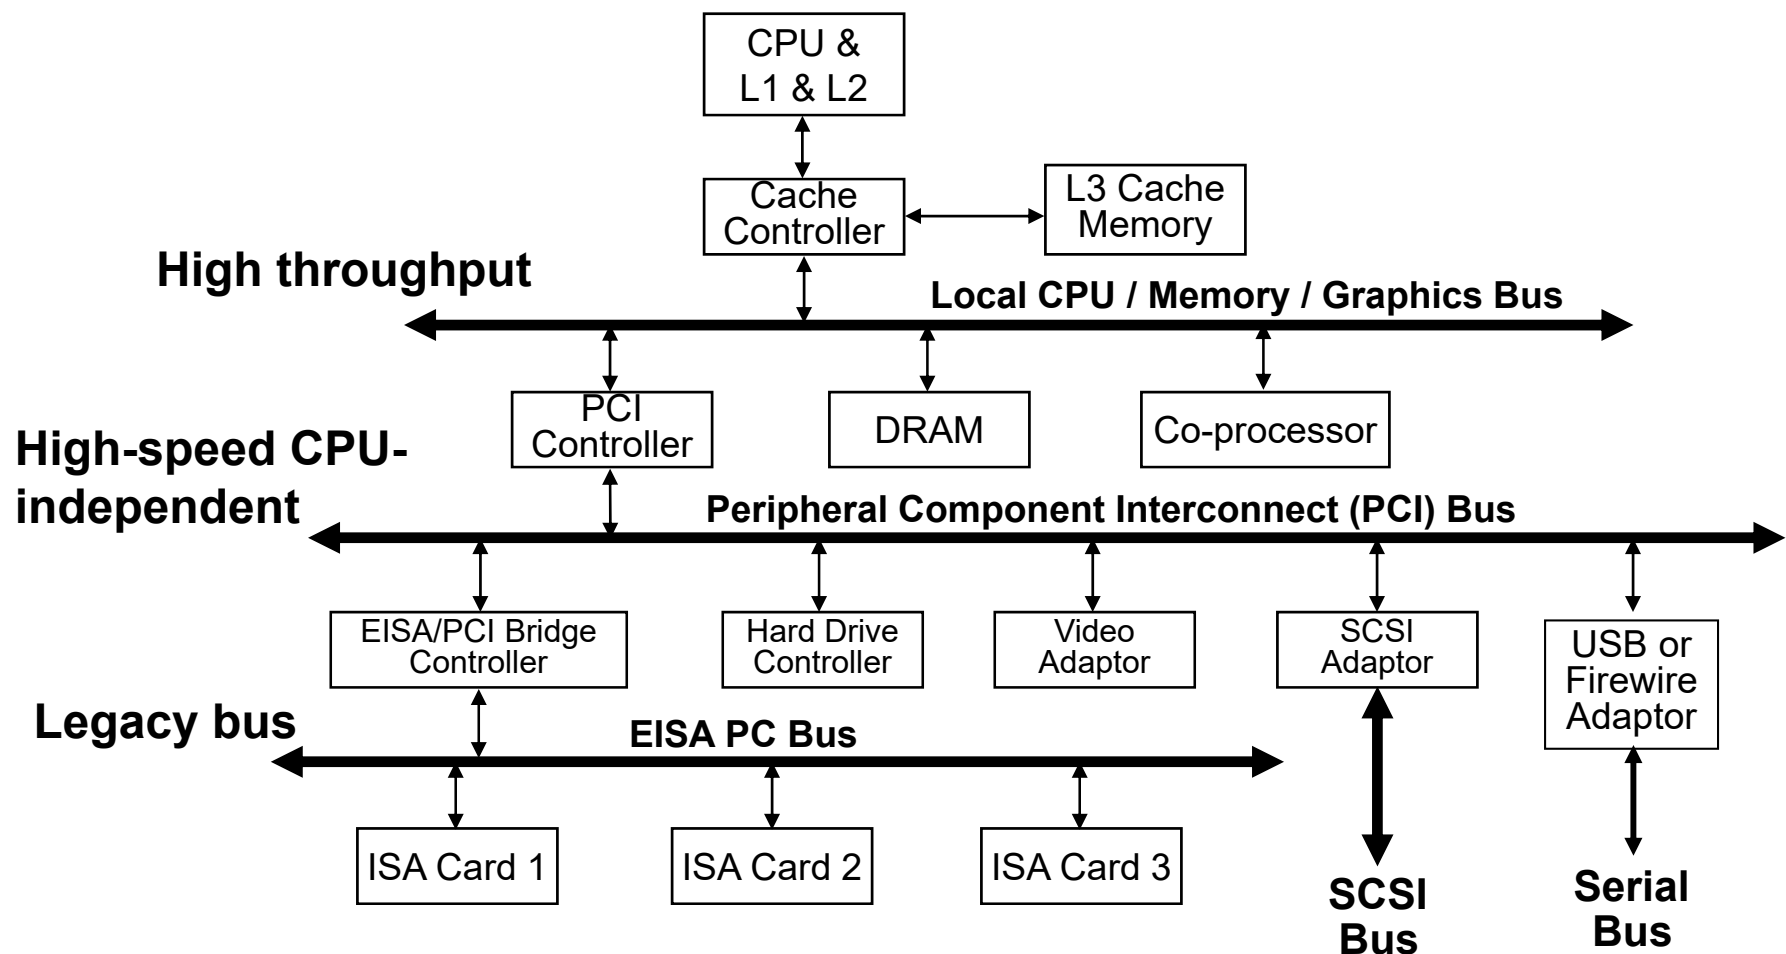 CPU &
L1 & L2
Cache
Controller
L3 Cache
Memory
High throughput
Local CPU / Memory / Graphics Bus
PCI
Controller
DRAM
Co-processor
High-speed CPU-
independent
Peripheral Component Interconnect (PCI) Bus
EISA/PCI Bridge
Controller
Hard Drive
Controller
Video
Adaptor
SCSI
Adaptor
USB or
Firewire
Adaptor
Legacy bus
EISA PC Bus
ISA Card 1
ISA Card 2
ISA Card 3
SCSI
Bus
Serial
Bus